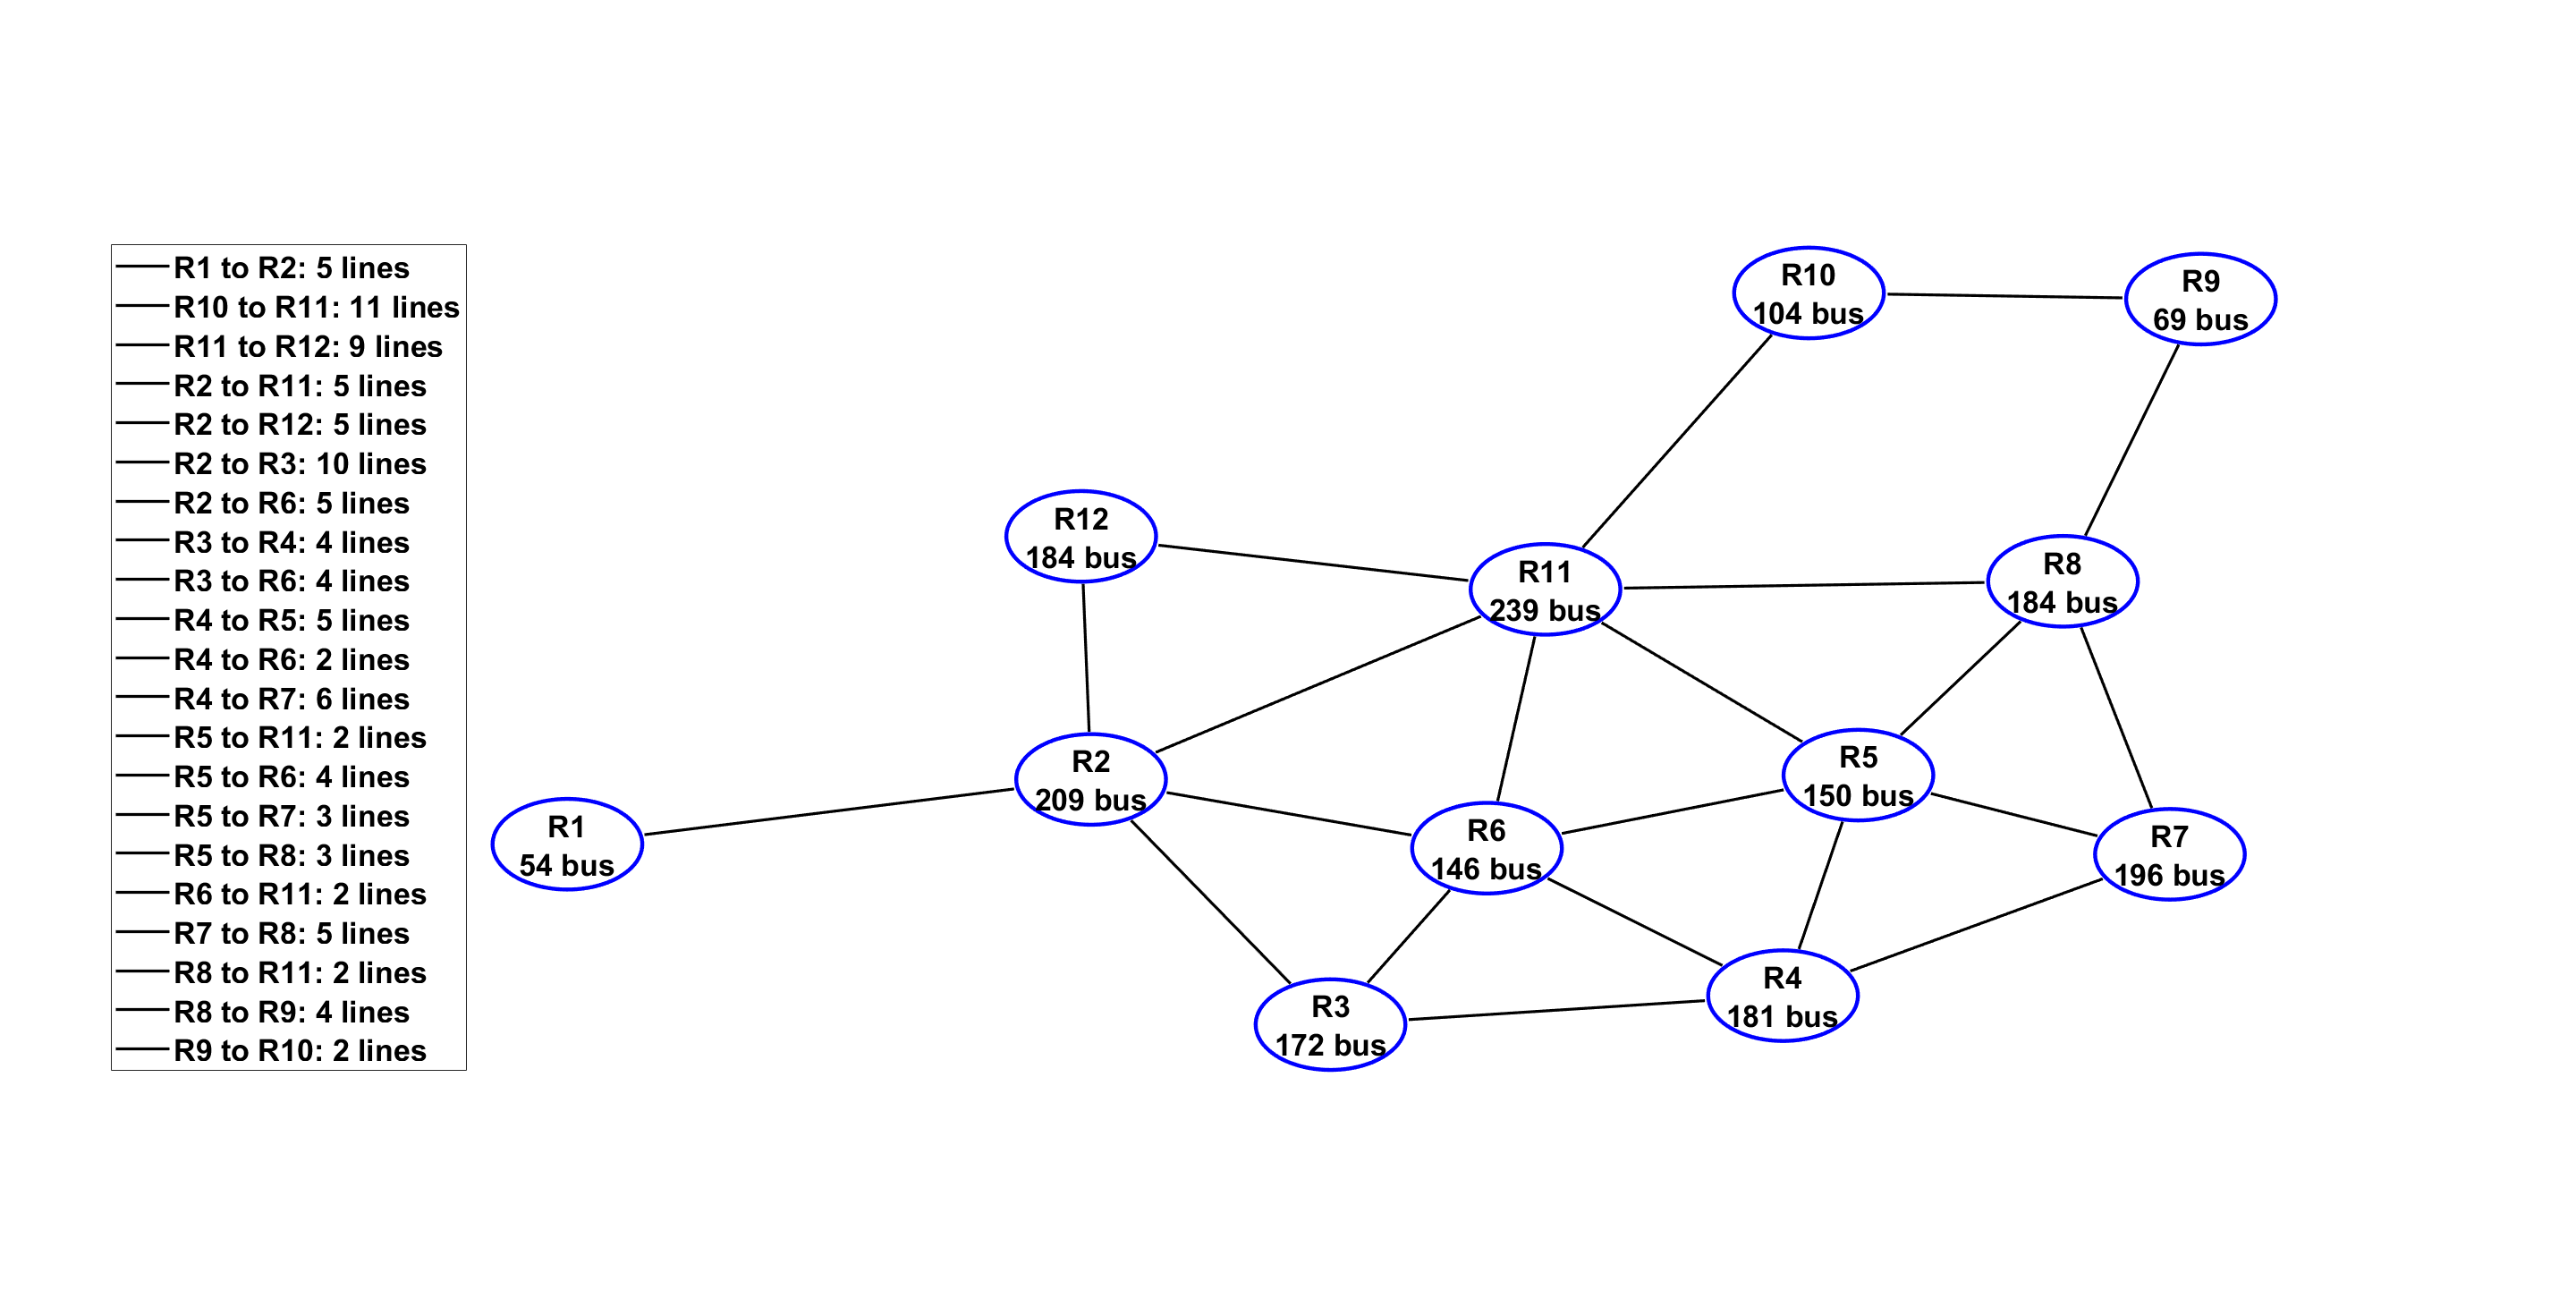 R1 to R2: 5 lines
R10 to R11: 11 lines
R11 to R12: 9 lines
R2 to R11: 5 lines
R2 to R12: 5 lines
R2 to R3: 10 lines
R2 to R6: 5 lines
R3 to R4: 4 lines
R3 to R6: 4 lines
R4 to R5: 5 lines
R4 to R6: 2 lines
R4 to R7: 6 lines
R5 to R11: 2 lines
R5 to R6: 4 lines
R5 to R7: 3 lines
R5 to R8: 3 lines
R6 to R11: 2 lines
R7 to R8: 5 lines
R8 to R11: 2 lines
R8 to R9: 4 lines
R9 to R10: 2 lines
R10
104 bus
R9
69 bus
R12
184 bus
R11
239 bus
R8
184 bus
R2
209 bus
R5
150 bus
R1
54 bus
R6
146 bus
R7
196 bus
R3
172 bus
R4
181 bus